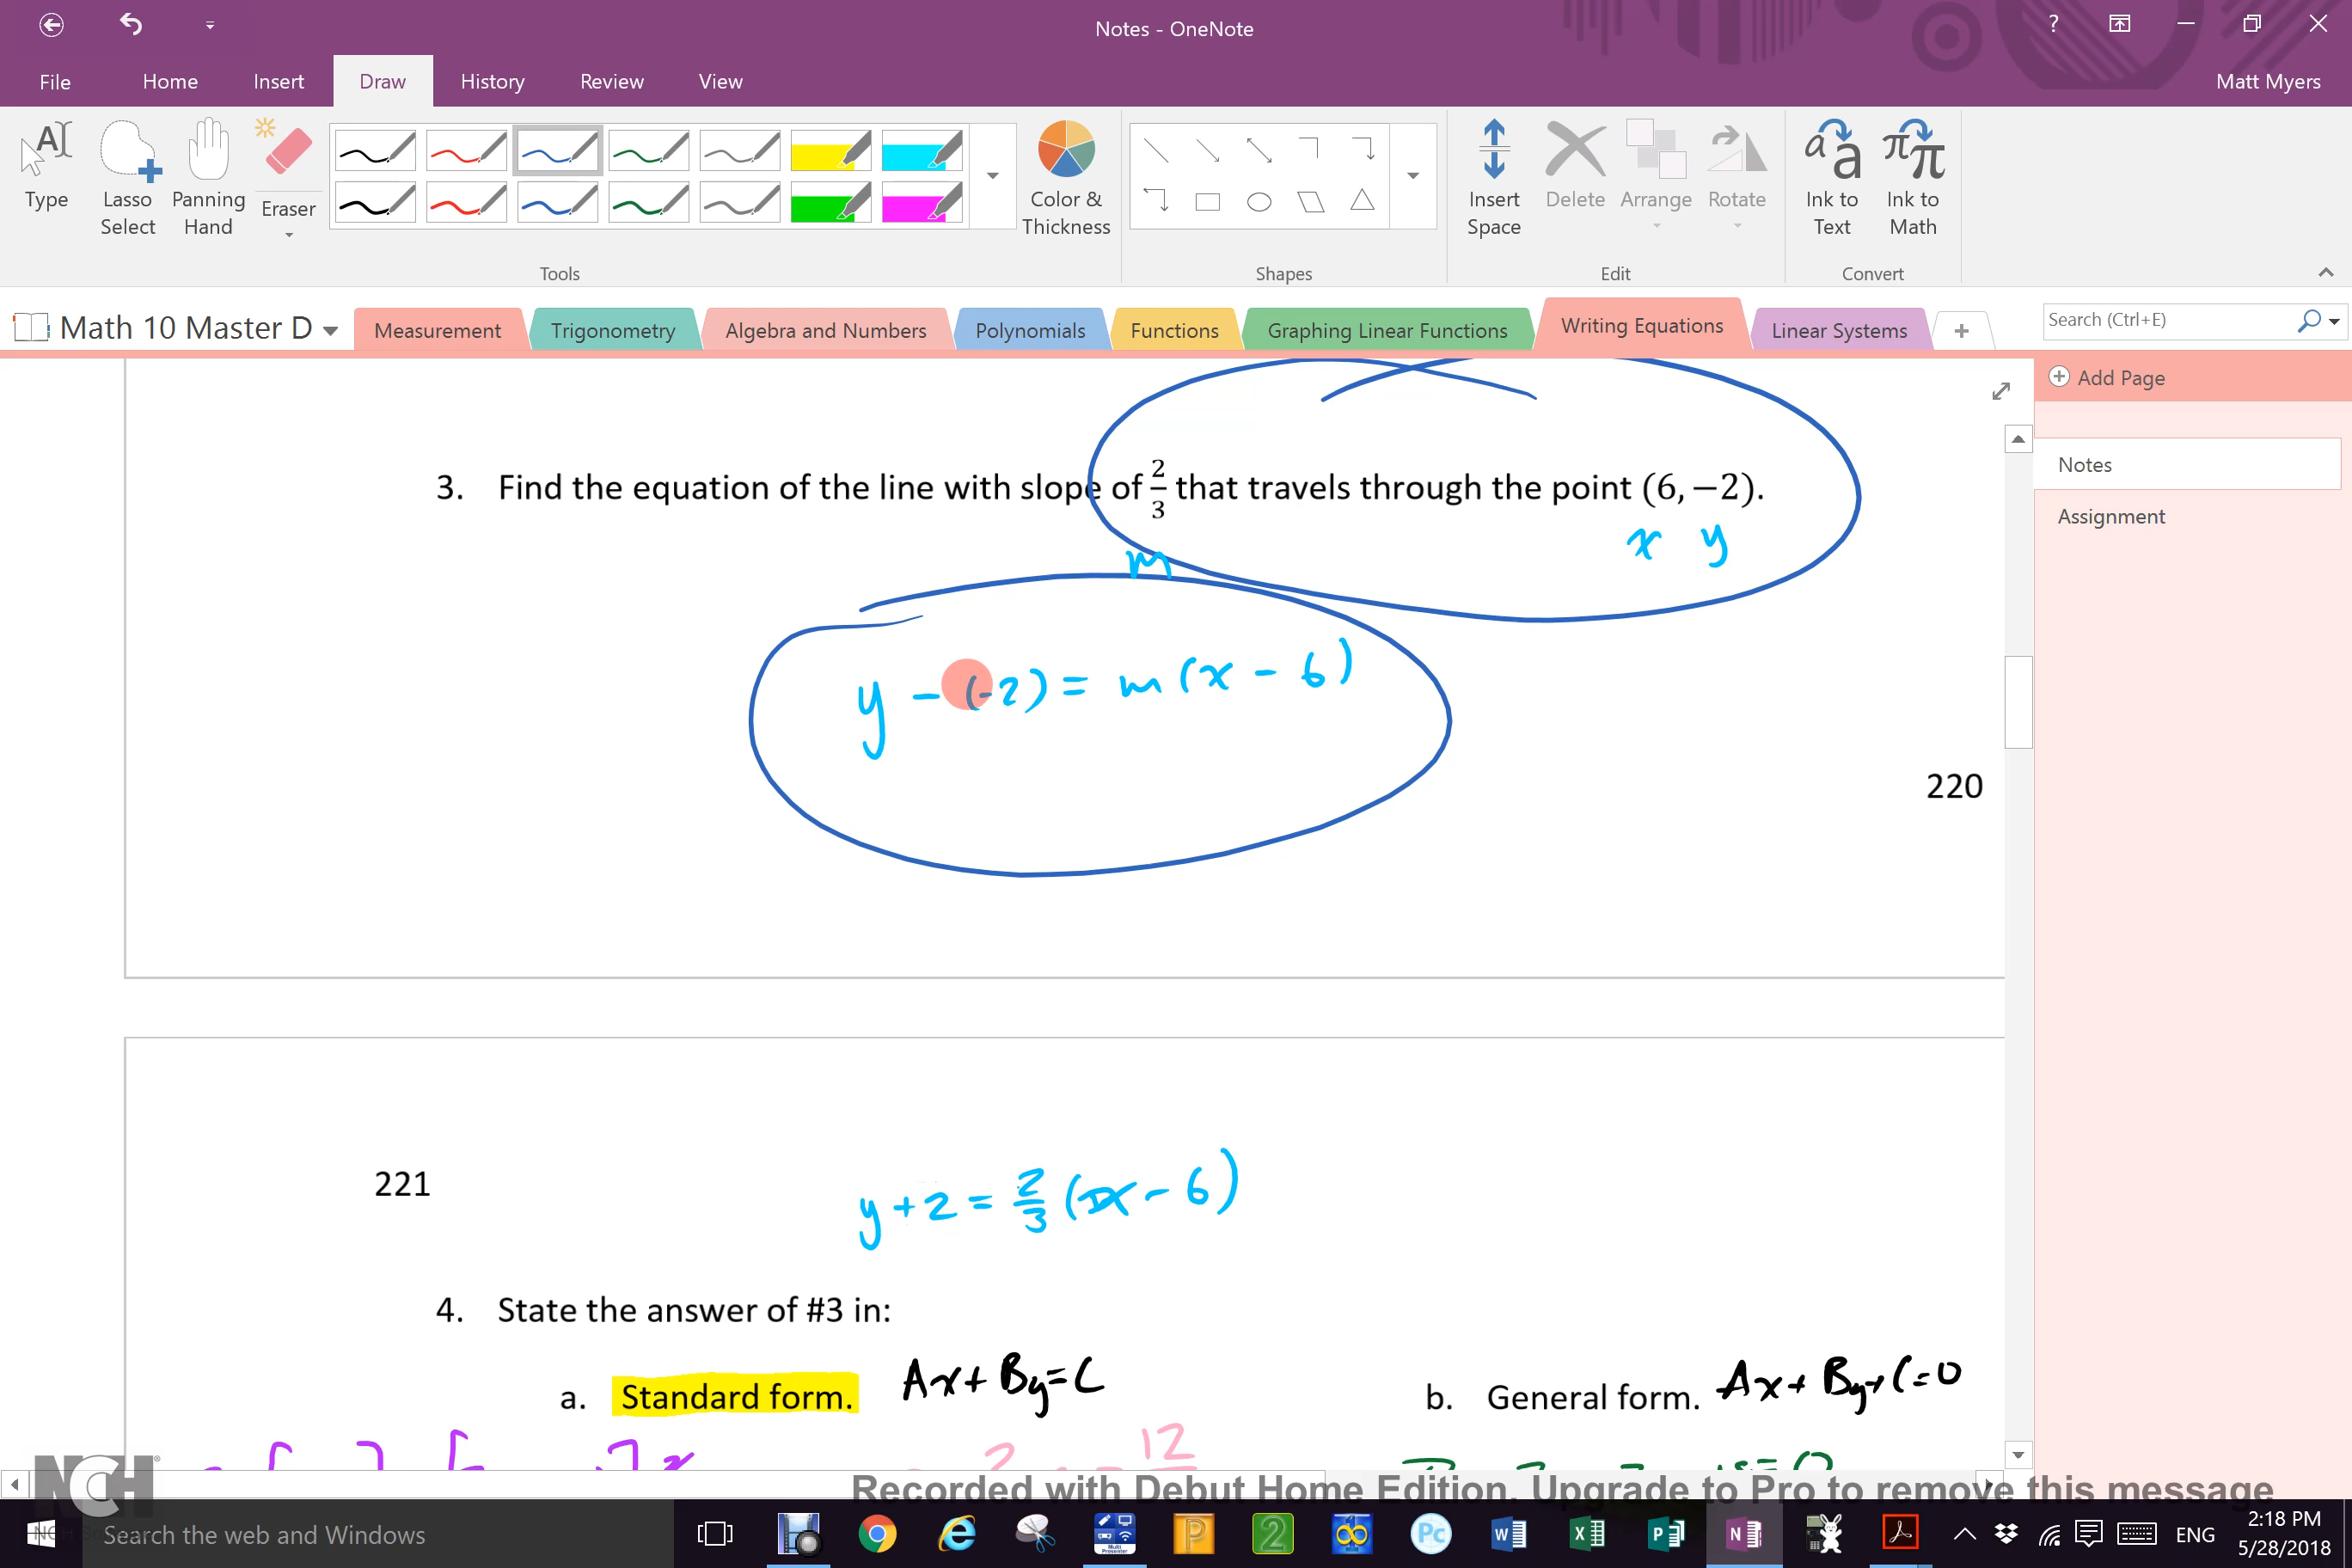 Notes - OneNote
?
File Home Insert Draw History Review View Matt Myers
Type Lasso Select Panning Hand Eraser Color & Thickness Insert Space Delete Arrange Rotate Ink to Text Ink to Math
Tools Shapes Edit Convert
Math 10 Master D Measurement Trigonometry Algebra and Numbers Polynomials Functions Graphing Linear Functions Writing Equations Linear Systems + Search (Ctrl+E)
Add Page
Notes
Assignment
3. Find the equation of the line with slope of 2/3 that travels through the point (6, −2).
m x y
y - (-2) = m(x - 6)
220
221
y + 2 = 2/3 (x - 6)
4. State the answer of #3 in:
a. Standard form. Ax + By = C
b. General form. Ax + By + C = 0
12
NCH
Recorded with Debut Home Edition. Upgrade to Pro to remove this message
Search the web and Windows
ENG
2:18 PM
5/28/2018